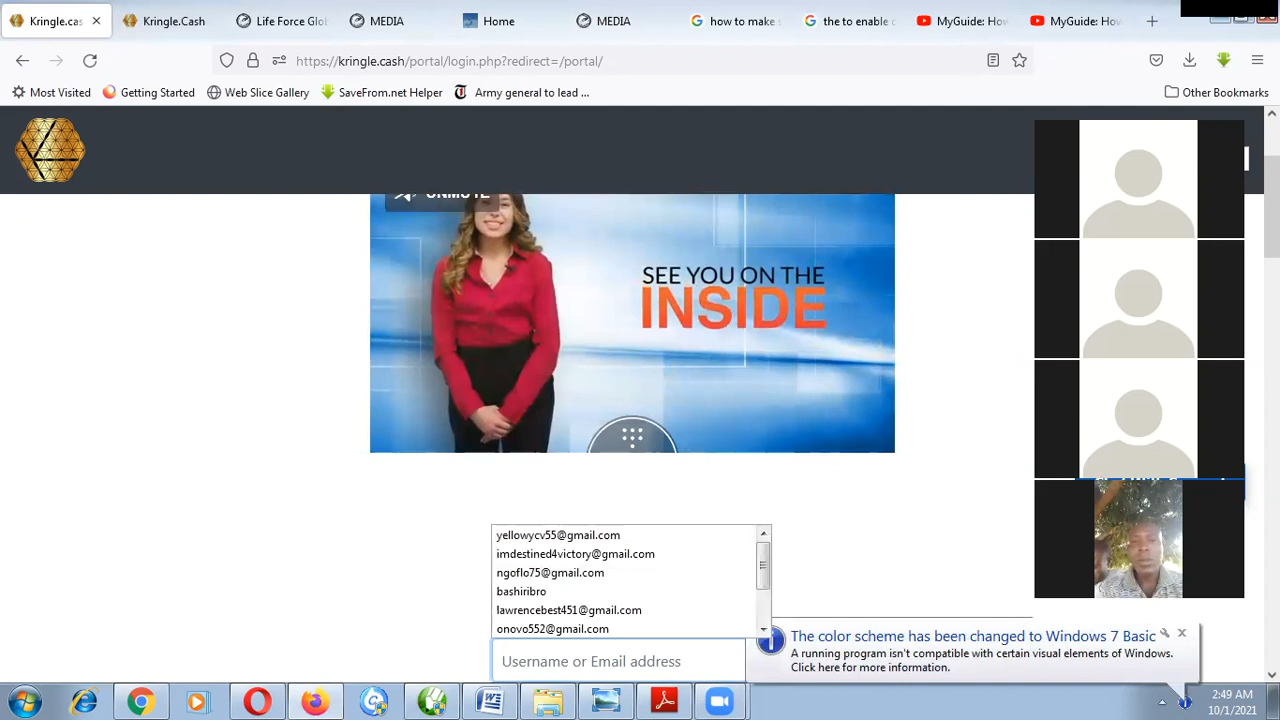 Kringle.cas
Kringle.Cash
Life Force Glo
MEDIA
Home
MEDIA
how to make s
the to enable c
MyGuide: How
MyGuide: How
https://kringle.cash/portal/login.php?redirect=/portal/
Most Visited
Getting Started
Web Slice Gallery
SaveFrom.net Helper
Army general to lead ...
Other Bookmarks
SEE YOU ON THE
INSIDE
yellowycv55@gmail.com
imdestined4victory@gmail.com
ngoflo75@gmail.com
bashiribro
lawrencebest451@gmail.com
onovo552@gmail.com
Username or Email address
The color scheme has been changed to Windows 7 Basic
A running program isn't compatible with certain visual elements of Windows.
Click here for more information.
2:49 AM
10/1/2021